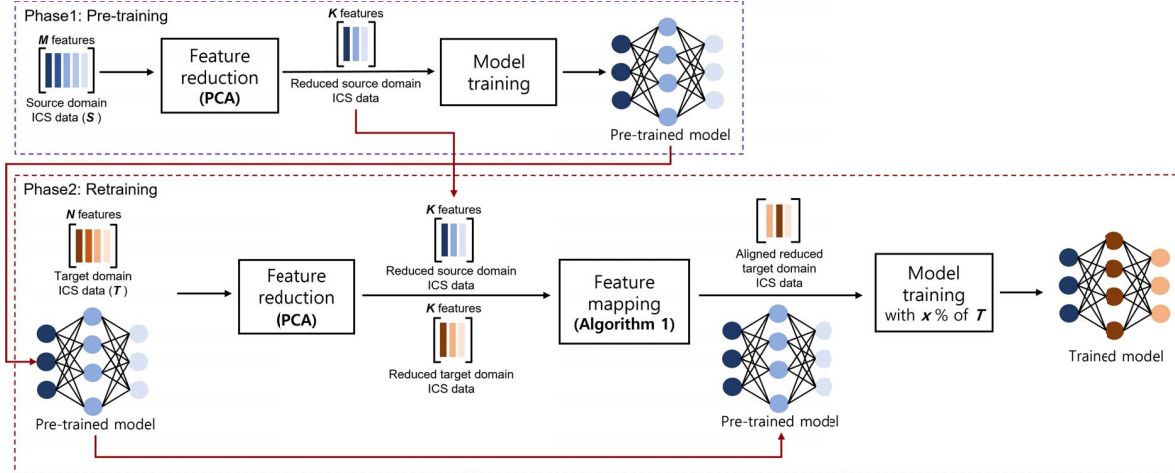 Phase1: Pre-training
M features
Source domain
ICS data (S )
Feature
reduction
(PCA)
K features
Reduced source domain
ICS data
Model
training
Pre-trained model
Phase2: Retraining
N features
Target domain
ICS data (T )
Pre-trained model
Feature
reduction
(PCA)
K features
Reduced source domain
ICS data
K features
Reduced target domain
ICS data
Feature
mapping
(Algorithm 1)
Aligned reduced
target domain
ICS data
Pre-trained model
Model
training
with x % of T
Trained model